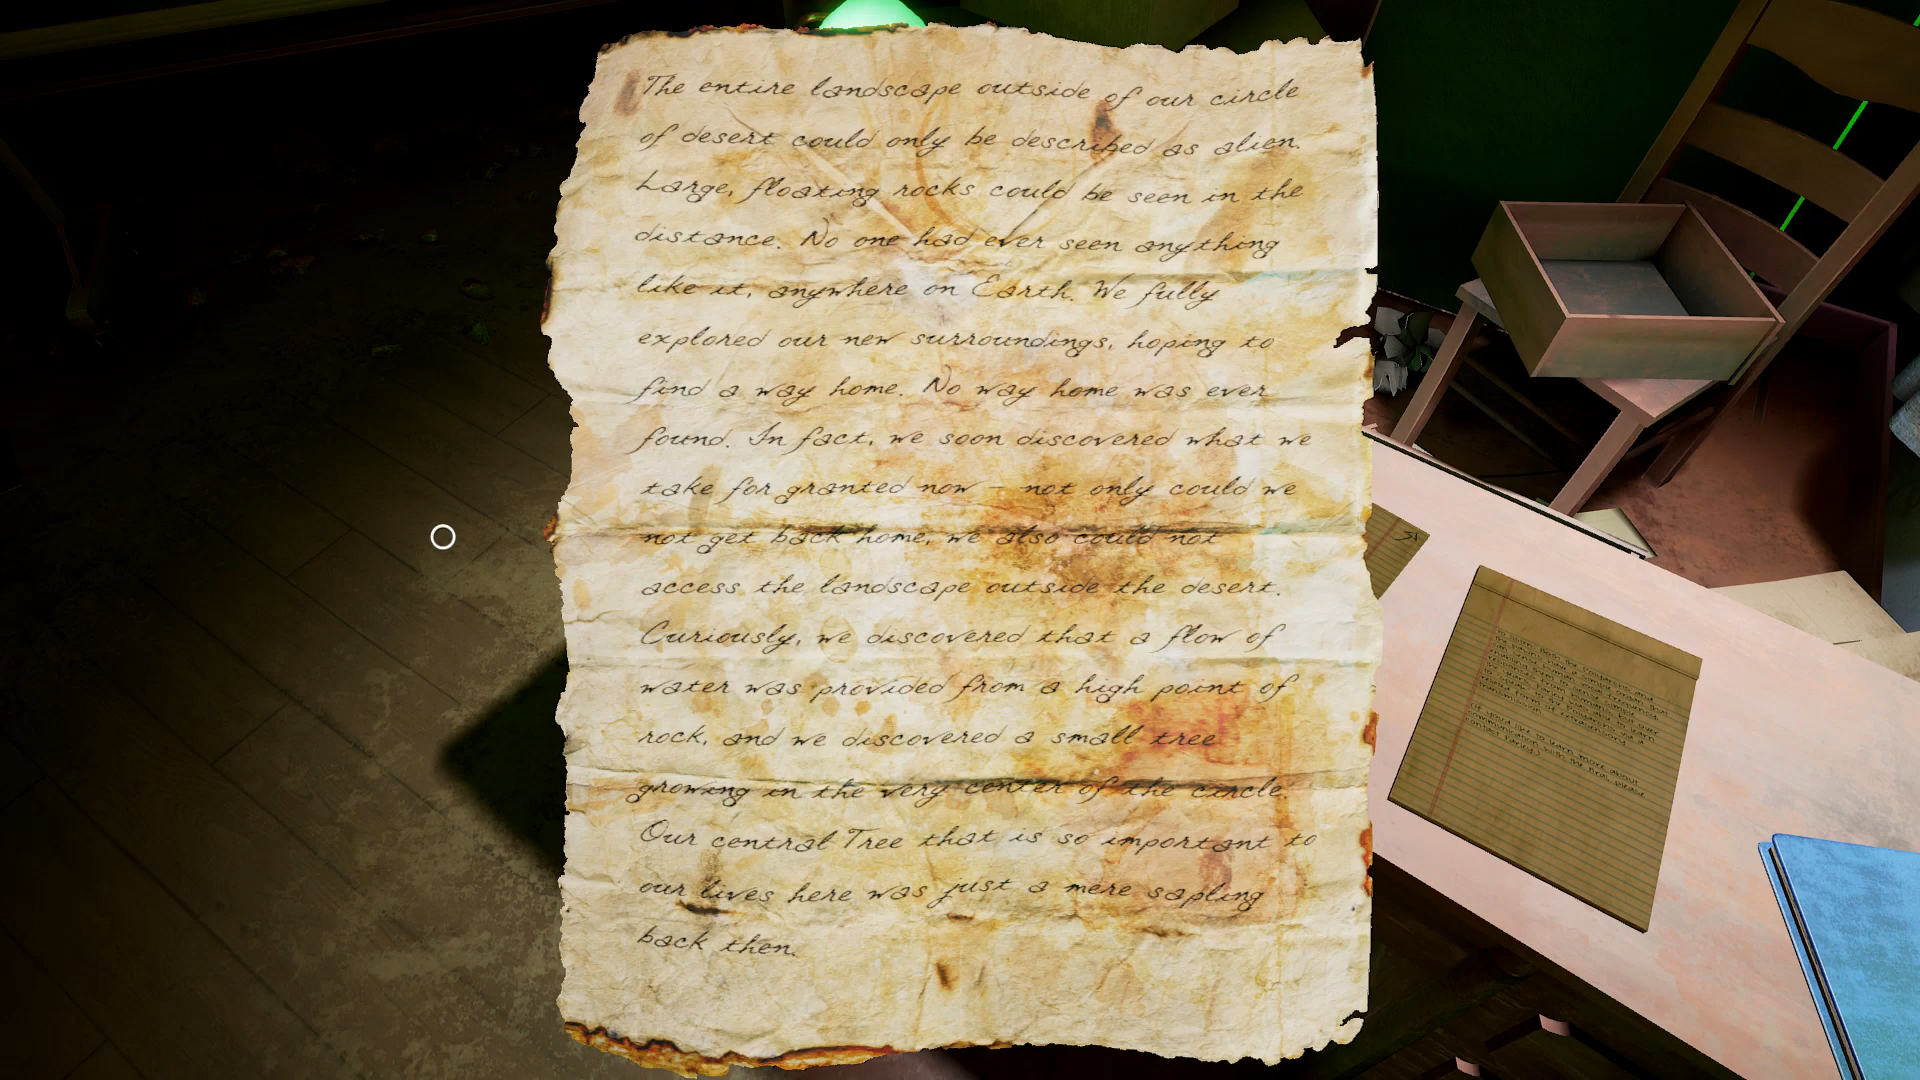 The entire landscape outside of our circle
of desert could only be described as alien.
Large, floating rocks could be seen in the
distance. No one had ever seen anything
like it, anywhere on Earth. We fully
explored our new surroundings, hoping to
find a way home. No way home was ever
found. In fact, we soon discovered what we
take for granted now - not only could we
not get back home, we also could not
access the landscape outside the desert.
Curiously, we discovered that a flow of
water was provided from a high point of
rock, and we discovered a small tree
growing in the very center of the circle.
Our central Tree that is so important to
our lives here was just a mere sapling
back then.